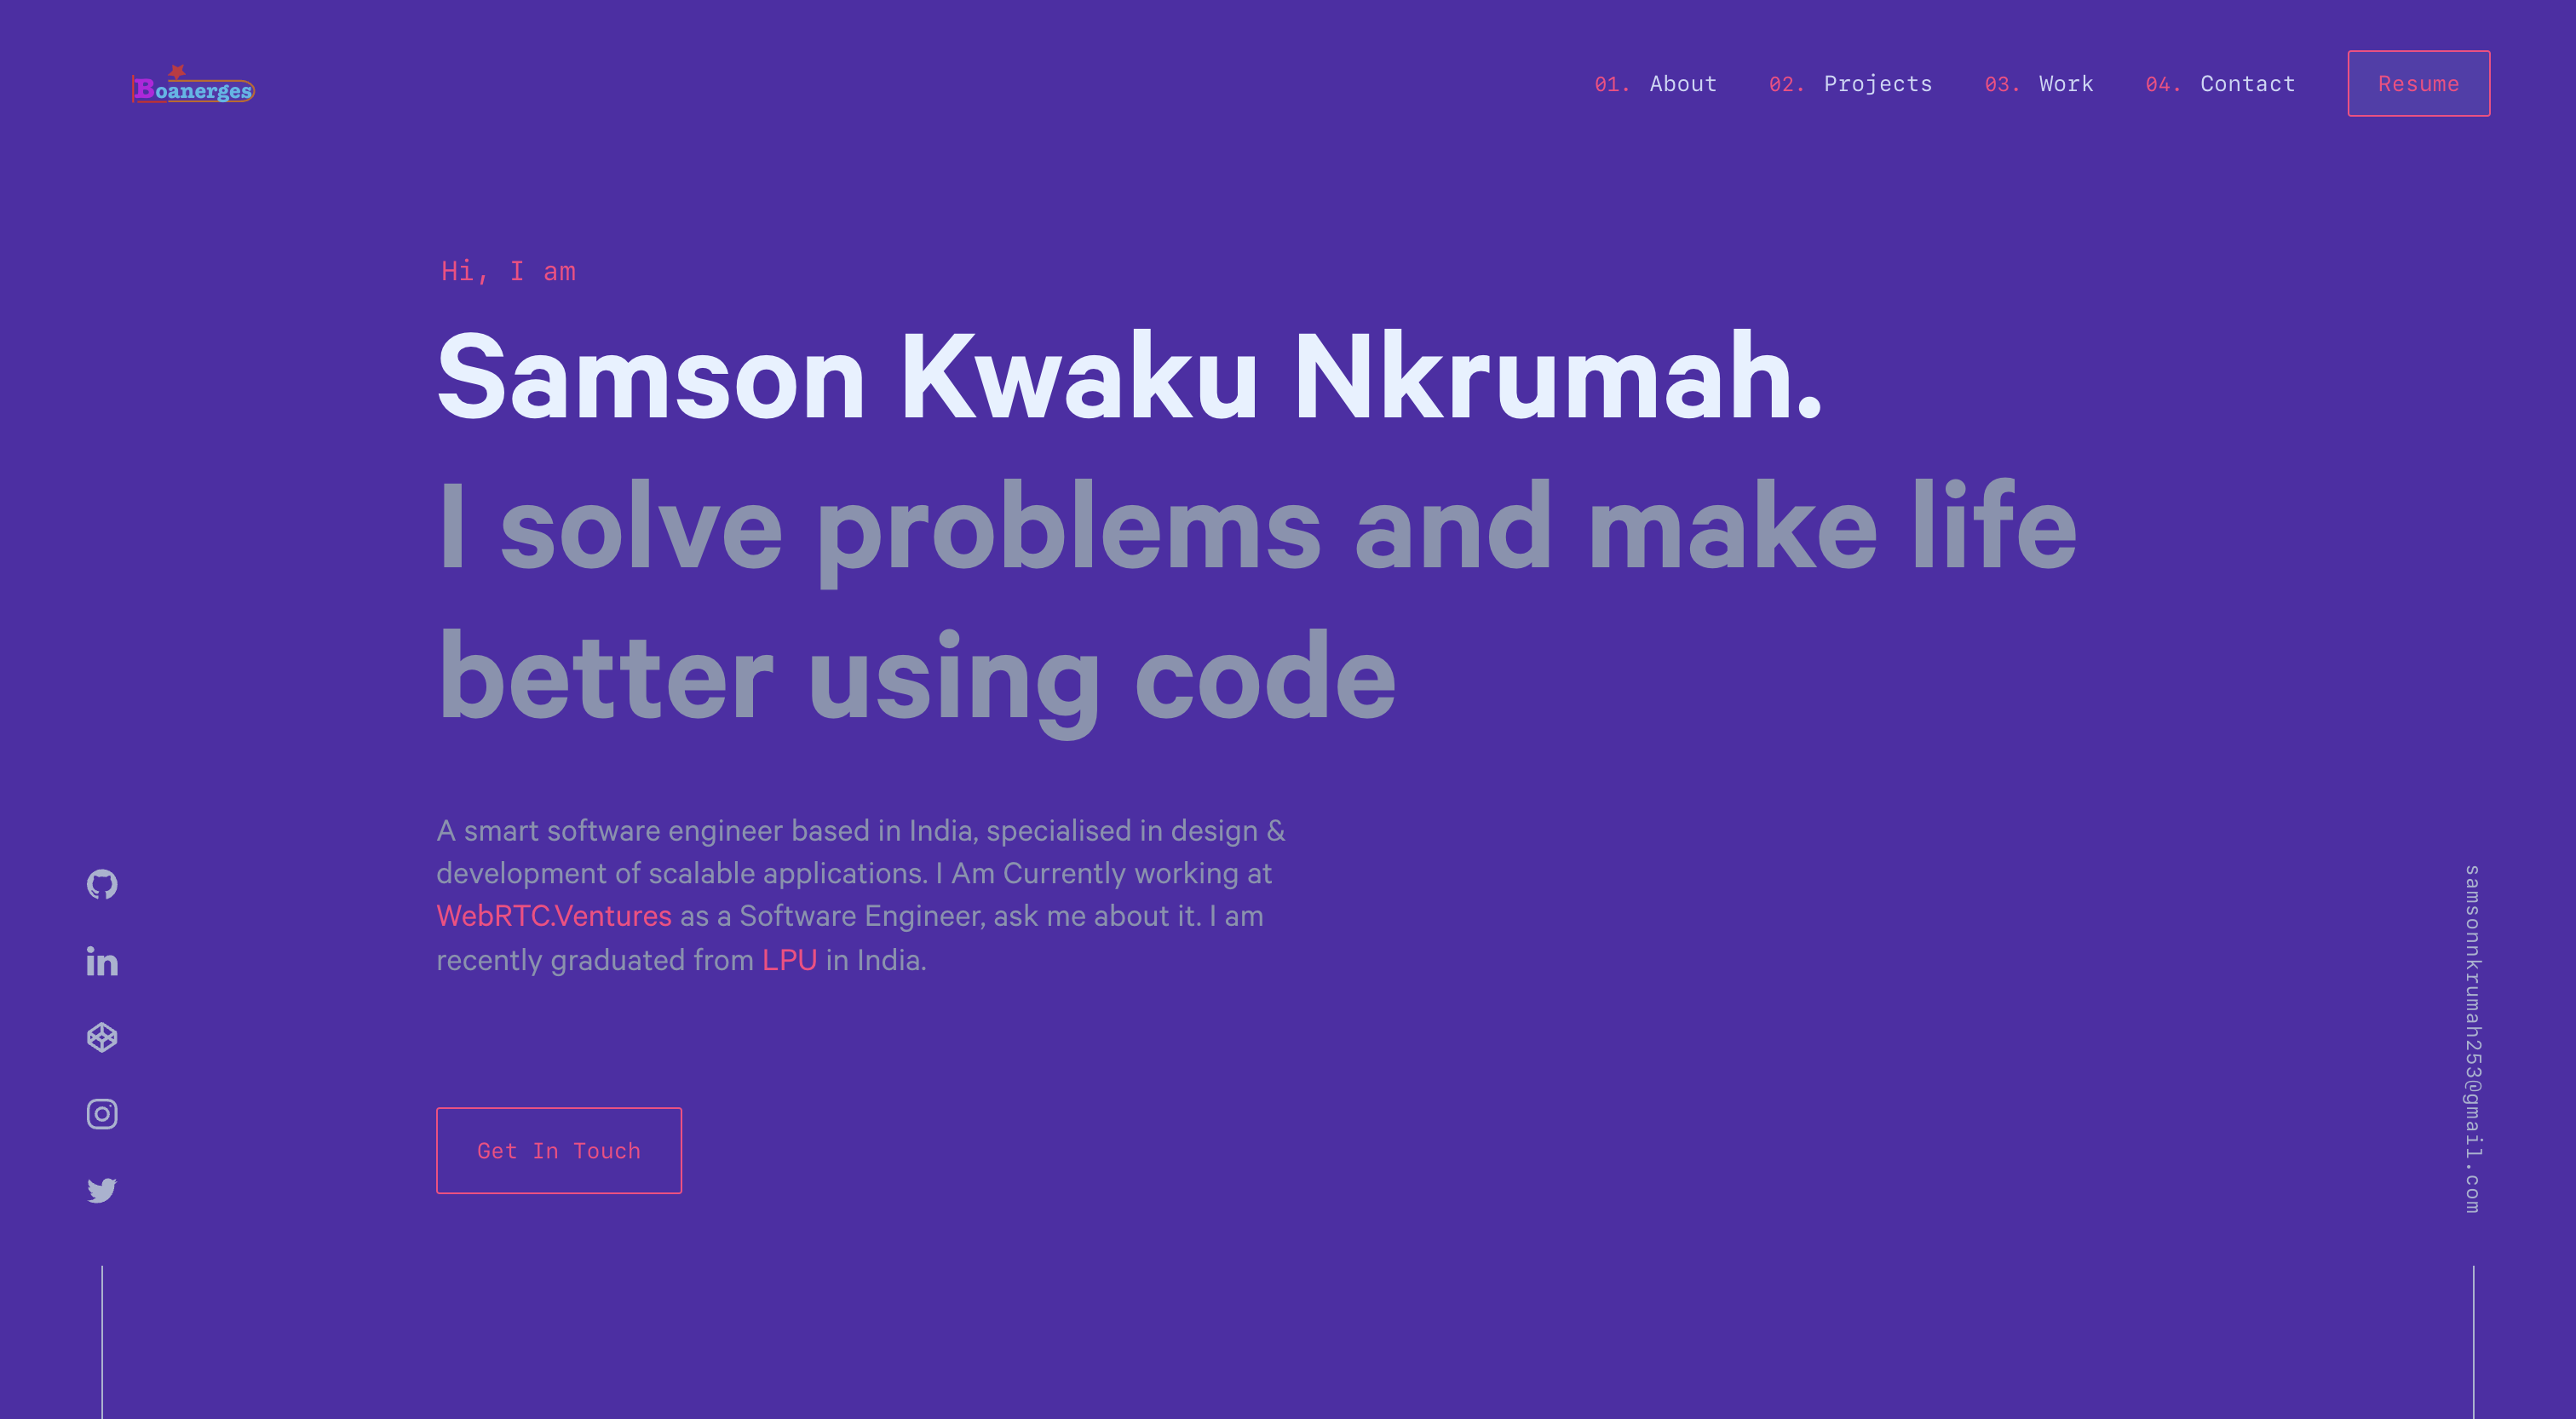 Boanerges
01. About
02. Projects
03. Work
04. Contact
Resume
Hi, I am
Samson Kwaku Nkrumah.
I solve problems and make life
better using code
A smart software engineer based in India, specialised in design &
development of scalable applications. I Am Currently working at
WebRTC.Ventures as a Software Engineer, ask me about it. I am
recently graduated from LPU in India.
Get In Touch
samsonnkrumah253@gmail.com